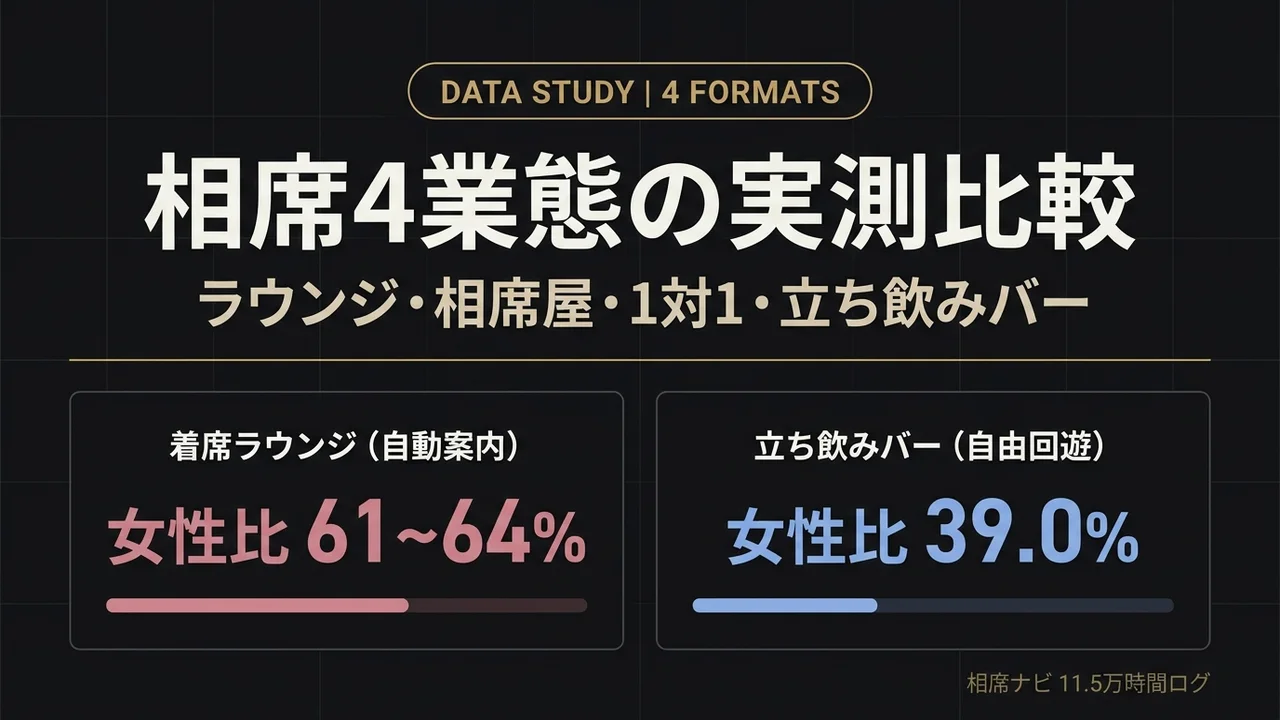 DATA STUDY | 4 FORMATS
相席4業態の実測比較
ラウンジ・相席屋・1対1・立ち飲みバー
着席ラウンジ（自動案内）
女性比 61~64%
立ち飲みバー（自由回遊）
女性比 39.0%
相席ナビ 11.5万時間ログ